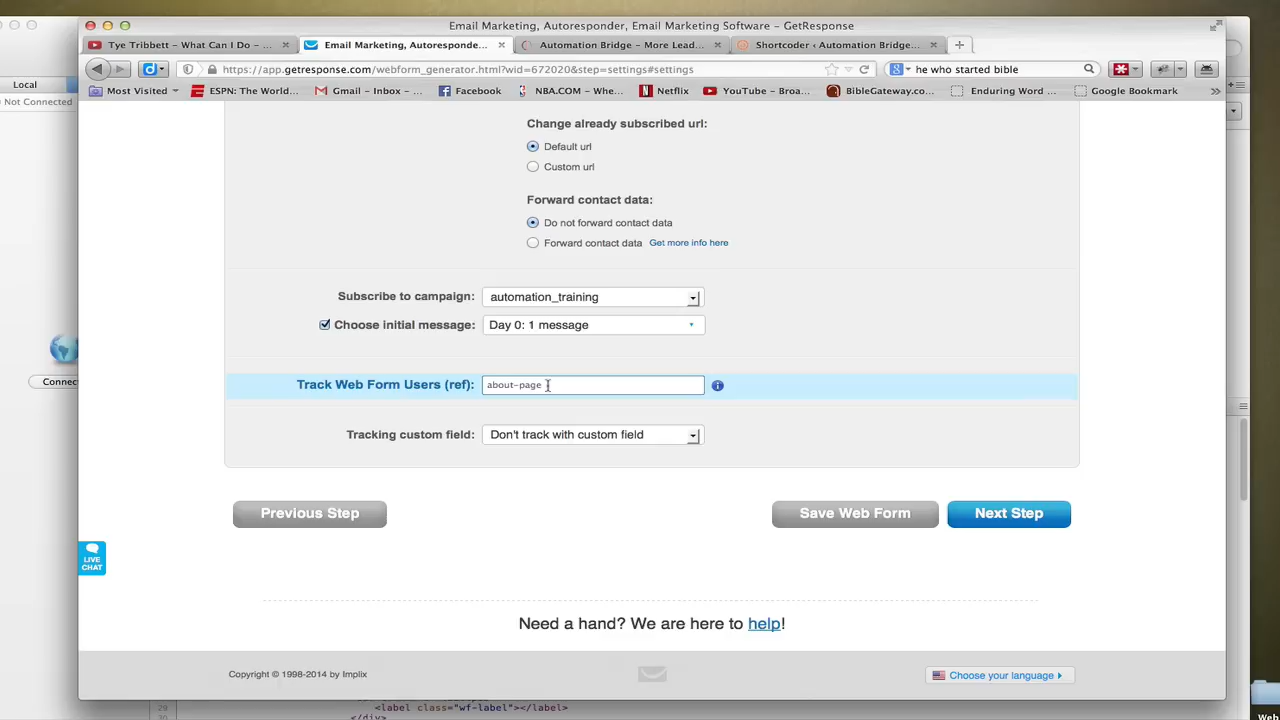 Email Marketing, Autoresponder, Email Marketing Software – GetResponse
Tye Tribbett – What Can I Do – ...
Email Marketing, Autoresponde...
Automation Bridge – More Lead...
Shortcoder ‹ Automation Bridge...
https://app.getresponse.com/webform_generator.html?wid=672020&step=settings#settings
he who started bible
Most Visited
ESPN: The World...
Gmail – Inbox –...
Facebook
NBA.COM – Whe...
Netflix
YouTube – Broa...
BibleGateway.co...
Enduring Word ...
Google Bookmark
Local
Not Connected
Change already subscribed url:
Default url
Custom url
Forward contact data:
Do not forward contact data
Forward contact data Get more info here
Subscribe to campaign: automation_training
Choose initial message: Day 0: 1 message
Connec
Track Web Form Users (ref): about-page
Tracking custom field: Don't track with custom field
Previous Step
Save Web Form
Next Step
LIVE
CHAT
Need a hand? We are here to help!
Copyright © 1998-2014 by Implix
Choose your language
29 <label class="wf-label"></label>
30 </div>
Web